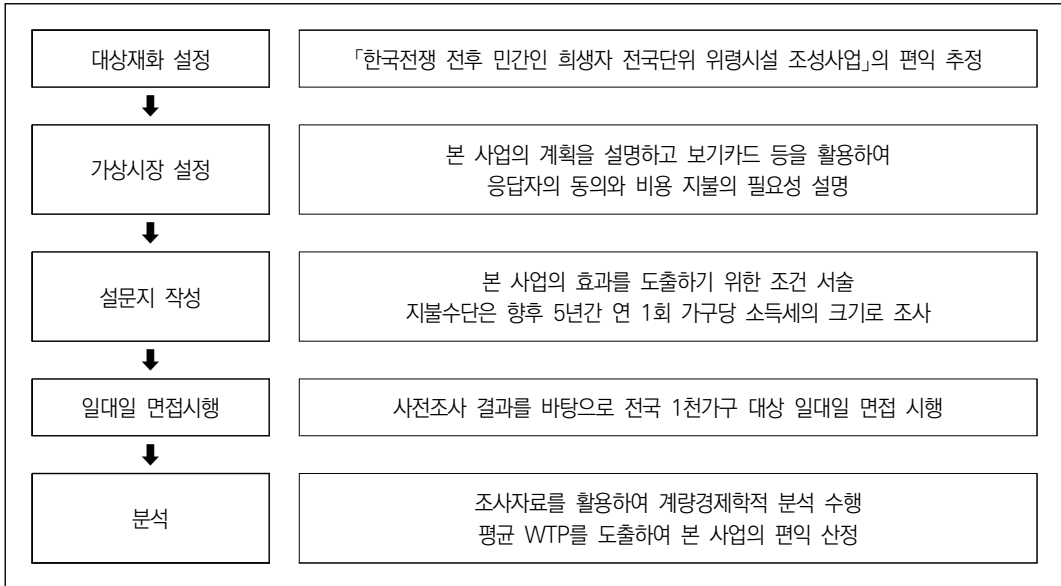 대상재화 설정
「한국전쟁 전후 민간인 희생자 전국단위 위령시설 조성사업」의 편익 추정
가상시장 설정
본 사업의 계획을 설명하고 보기카드 등을 활용하여
응답자의 동의와 비용 지불의 필요성 설명
설문지 작성
본 사업의 효과를 도출하기 위한 조건 서술
지불수단은 향후 5년간 연 1회 가구당 소득세의 크기로 조사
일대일 면접시행
사전조사 결과를 바탕으로 전국 1천가구 대상 일대일 면접 시행
분석
조사자료를 활용하여 계량경제학적 분석 수행
평균 WTP를 도출하여 본 사업의 편익 산정